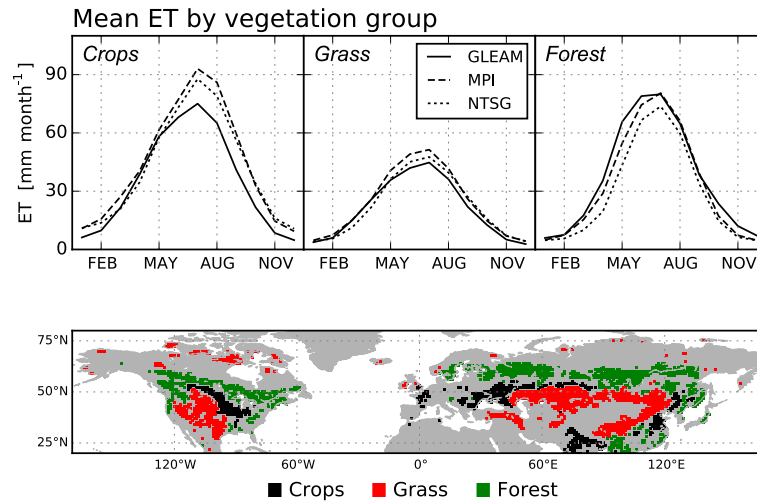 Mean ET by vegetation group
Crops
Grass
Forest
GLEAM
MPI
NTSG
ET [mm month⁻¹]
90
60
30
0
FEB MAY AUG NOV
FEB MAY AUG NOV
FEB MAY AUG NOV
75°N
50°N
25°N
120°W 60°W 0° 60°E 120°E
Crops Grass Forest